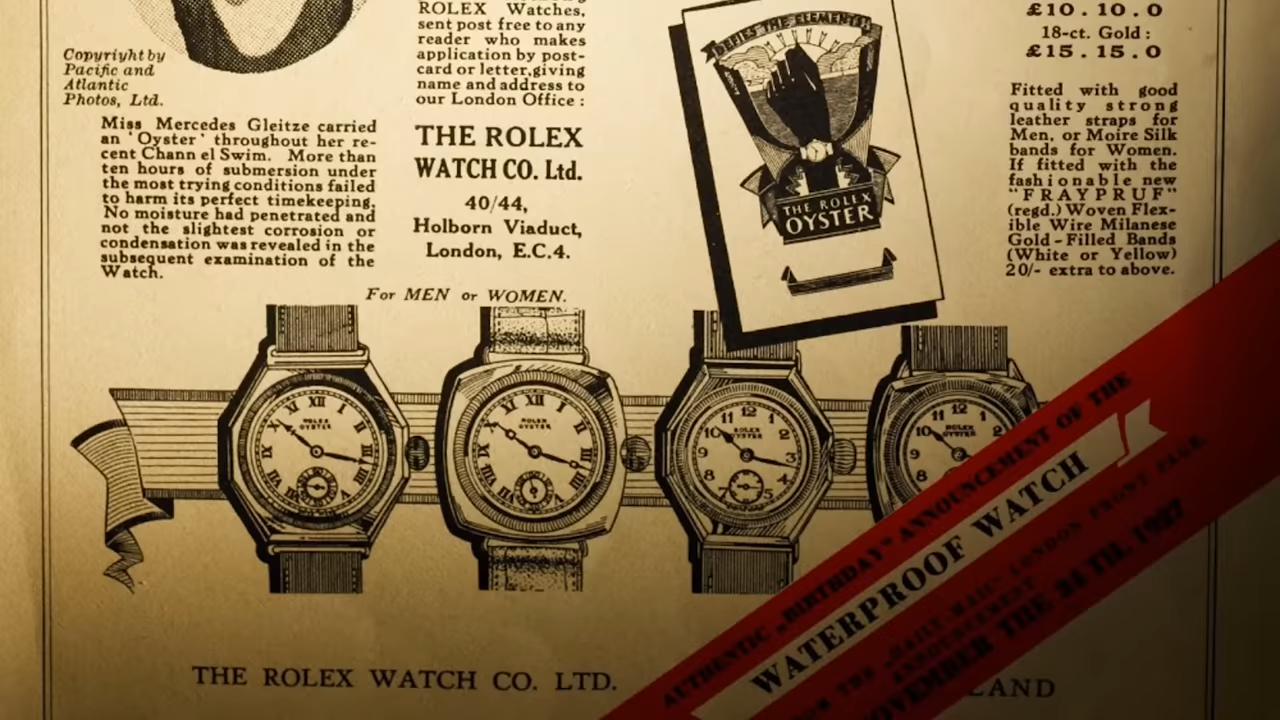 ROLEX Watches,
sent post free to any
reader who makes
application by post-
card or letter, giving
name and address to
our London Office :
THE ROLEX
WATCH CO. Ltd.
40/44,
Holborn Viaduct,
London, E.C.4.
Copyright by
Pacific and
Atlantic
Photos, Ltd.
Miss Mercedes Gleitze carried
an 'Oyster' throughout her re-
cent Chann el Swim. More than
ten hours of submersion under
the most trying conditions failed
to harm its perfect timekeeping.
No moisture had penetrated and
not the slightest corrosion or
condensation was revealed in the
subsequent examination of the
Watch.
For MEN or WOMEN.
DEFIES THE ELEMENTS!
THE ROLEX
OYSTER
£10.10.0
18-ct. Gold :
£15.15.0
Fitted with good
quality strong
leather straps for
Men, or Moire Silk
bands for Women.
If fitted with the
fashionable new
"FRAYPRUF"
(regd.) Woven Flex-
ible Wire Milanese
Gold-Filled Bands
(White or Yellow)
20/- extra to above.
ROLEX
OYSTER
ROLEX
OYSTER
ROLEX
OYSTER
ROLEX
OYSTER
AUTHENTIC „BIRTHDAY" ANNOUNCEMENT OF THE
WATERPROOF WATCH
THE „DAILY MAIL" LONDON FRONT PAGE
ANNOUNCEMENT
NOVEMBER THE 24TH. 1927
THE ROLEX WATCH CO. LTD.